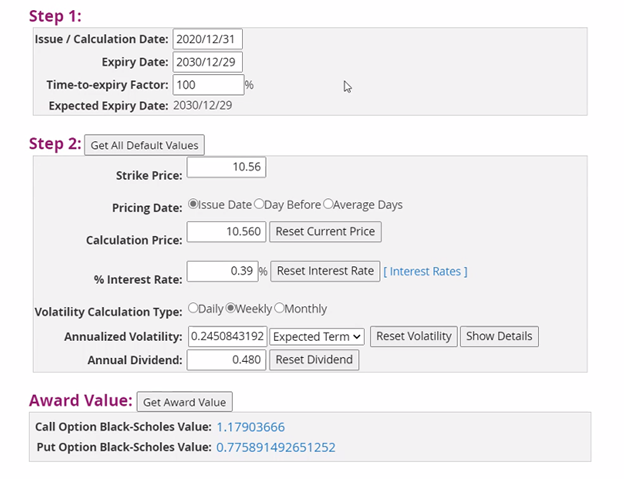 Step 1:
Issue / Calculation Date: 2020/12/31
Expiry Date: 2030/12/29
Time-to-expiry Factor: 100 %
Expected Expiry Date: 2030/12/29
Step 2: Get All Default Values
Strike Price: 10.56
Pricing Date: Issue Date Day Before Average Days
Calculation Price: 10.560 Reset Current Price
% Interest Rate: 0.39 % Reset Interest Rate [ Interest Rates ]
Volatility Calculation Type: Daily Weekly Monthly
Annualized Volatility: 0.2450843192 Expected Term Reset Volatility Show Details
Annual Dividend: 0.480 Reset Dividend
Award Value: Get Award Value
Call Option Black-Scholes Value: 1.17903666
Put Option Black-Scholes Value: 0.775891492651252